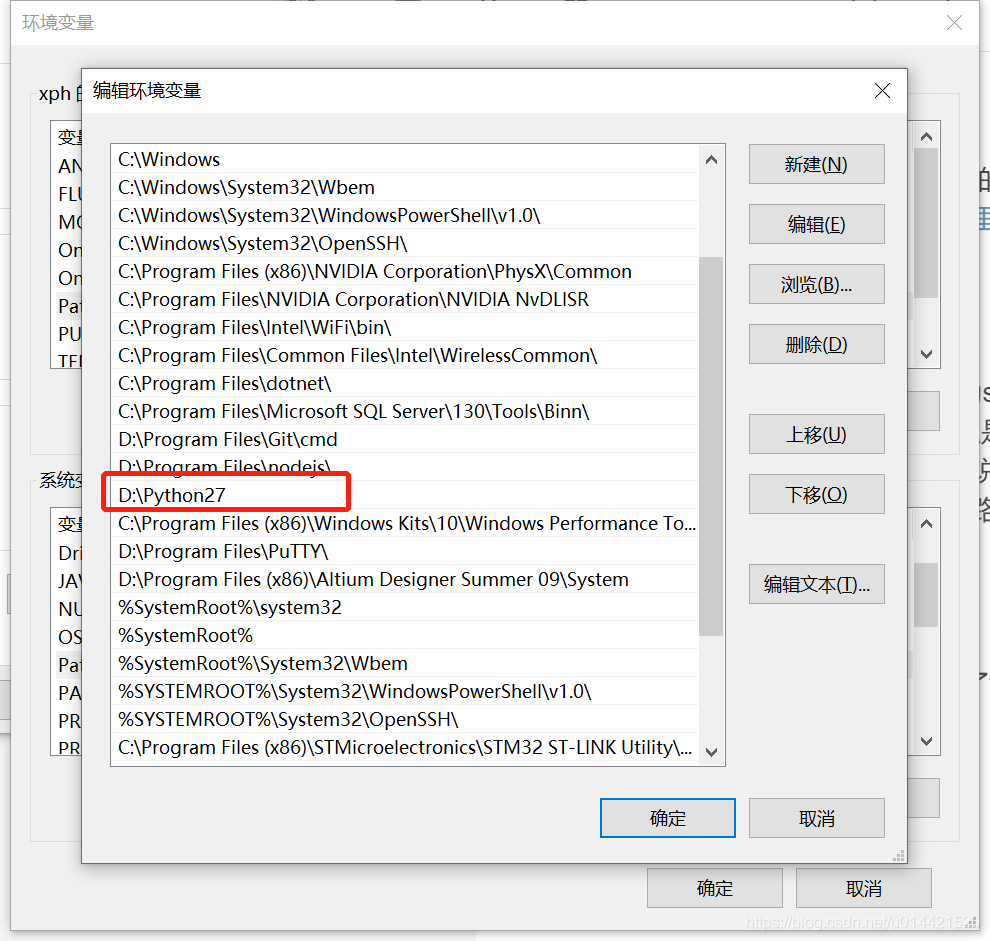 环境变量
xph 的
编辑环境变量
变量
AN
FLU
MO
On
On
Pat
PU
TEM
C:\Windows
C:\Windows\System32\Wbem
C:\Windows\System32\WindowsPowerShell\v1.0\
C:\Windows\System32\OpenSSH\
C:\Program Files (x86)\NVIDIA Corporation\PhysX\Common
C:\Program Files\NVIDIA Corporation\NVIDIA NvDLISR
C:\Program Files\Intel\WiFi\bin\
C:\Program Files\Common Files\Intel\WirelessCommon\
C:\Program Files\dotnet\
C:\Program Files\Microsoft SQL Server\130\Tools\Binn\
D:\Program Files\Git\cmd
D:\Program Files\nodejs\
D:\Python27
C:\Program Files (x86)\Windows Kits\10\Windows Performance To...
D:\Program Files\PuTTY\
D:\Program Files (x86)\Altium Designer Summer 09\System
%SystemRoot%\system32
%SystemRoot%
%SystemRoot%\System32\Wbem
%SYSTEMROOT%\System32\WindowsPowerShell\v1.0\
%SYSTEMROOT%\System32\OpenSSH\
C:\Program Files (x86)\STMicroelectronics\STM32 ST-LINK Utility\...
新建(N)
编辑(E)
浏览(B)...
删除(D)
上移(U)
下移(O)
编辑文本(T)...
系统变
变量
Dri
JAV
NU
OS
Pat
PA
PR
PR
确定
取消
确定
取消